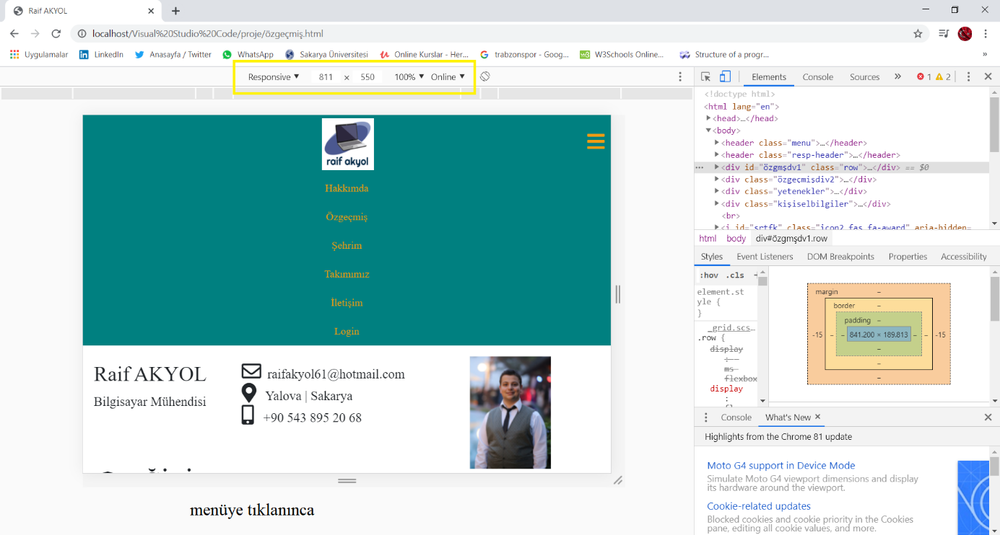 Raif AKYOL
localhost/Visual%20Studio%20Code/proje/özgeçmiş.html
Uygulamalar LinkedIn Anasayfa / Twitter WhatsApp Sakarya Üniversitesi Online Kurslar - Her... trabzonspor - Goog... W3Schools Online... Structure of a progr... »
Responsive ▼ 811 × 550 100% ▼ Online ▼
Elements Console Sources » 1 2
raif akyol
Hakkımda
Özgeçmiş
Şehrim
Takımımız
İletişim
Login
Raif AKYOL
Bilgisayar Mühendisi
raifakyol61@hotmail.com
Yalova | Sakarya
+90 543 895 20 68
menüye tıklanınca
<!doctype html>
<html lang="en">
<head>…</head>
<body>
<header class="menu">…</header>
<header class="resp-header">…</header>
<div id="özgmşdv1" class="row">…</div> == $0
<div class="özgecmişdiv2">…</div>
<div class="yetenekler">…</div>
<div class="kişiselbilgiler">…</div>
<br>
<i id="srtfk" class="icon2 fas fa-award" aria-hidden=
html body div#özgmşdv1.row
Styles Event Listeners DOM Breakpoints Properties Accessibility
:hov .cls
element.st
yle {
}
_grid.scs…
.row {
display
:
ms
flexbox
display
:
margin –
border –
padding –
-15 – – 841.200 × 189.813 – – -15
–
–
–
Console What's New ×
Highlights from the Chrome 81 update
Moto G4 support in Device Mode
Simulate Moto G4 viewport dimensions and display
its hardware around the viewport.
Cookie-related updates
Blocked cookies and cookie priority in the Cookies
pane, editing all cookie values, and more.